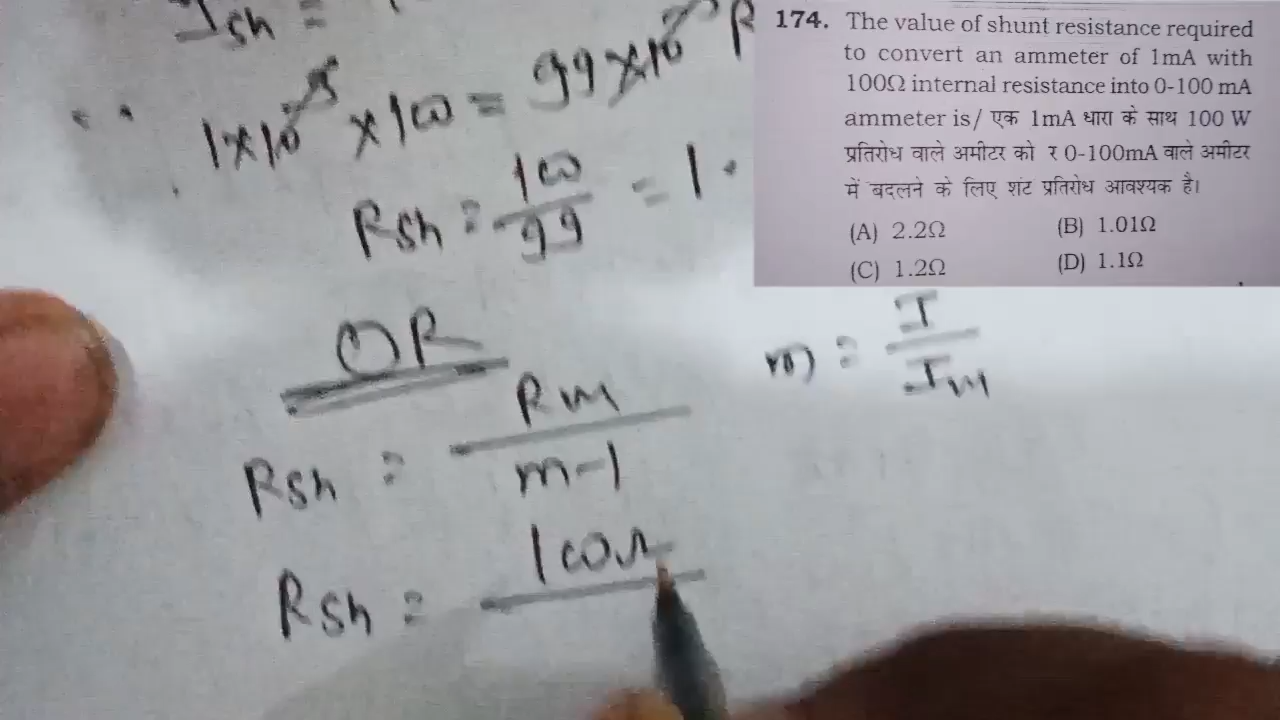 Ish =
∵ 1×10⁻³ × 100 = 99×10⁻³ R
Rsh = 100/99 = 1.
OR
Rsh = Rm/m-1
m = I/Im
Rsh = 100Ω
174. The value of shunt resistance required
to convert an ammeter of 1mA with
100Ω internal resistance into 0-100 mA
ammeter is/ एक 1mA धारा के साथ 100 W
प्रतिरोध वाले अमीटर को र 0-100mA वाले अमीटर
में बदलने के लिए शंट प्रतिरोध आवश्यक है।
(A) 2.2Ω (B) 1.01Ω
(C) 1.2Ω (D) 1.1Ω